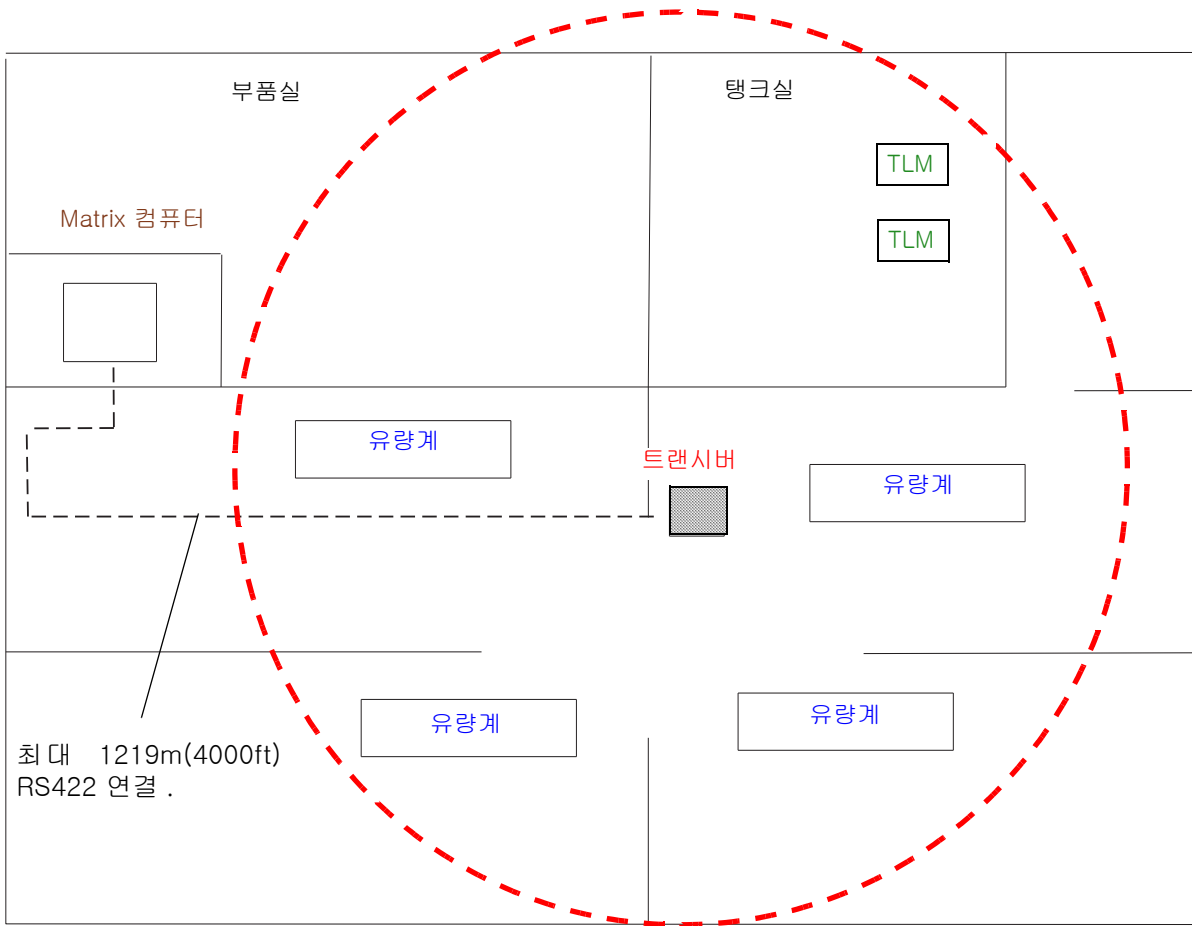 부품실
탱크실
TLM
Matrix 컴퓨터
TLM
유량계
트랜시버
유량계
유량계
유량계
최대 1219m(4000ft)
RS422 연결 .